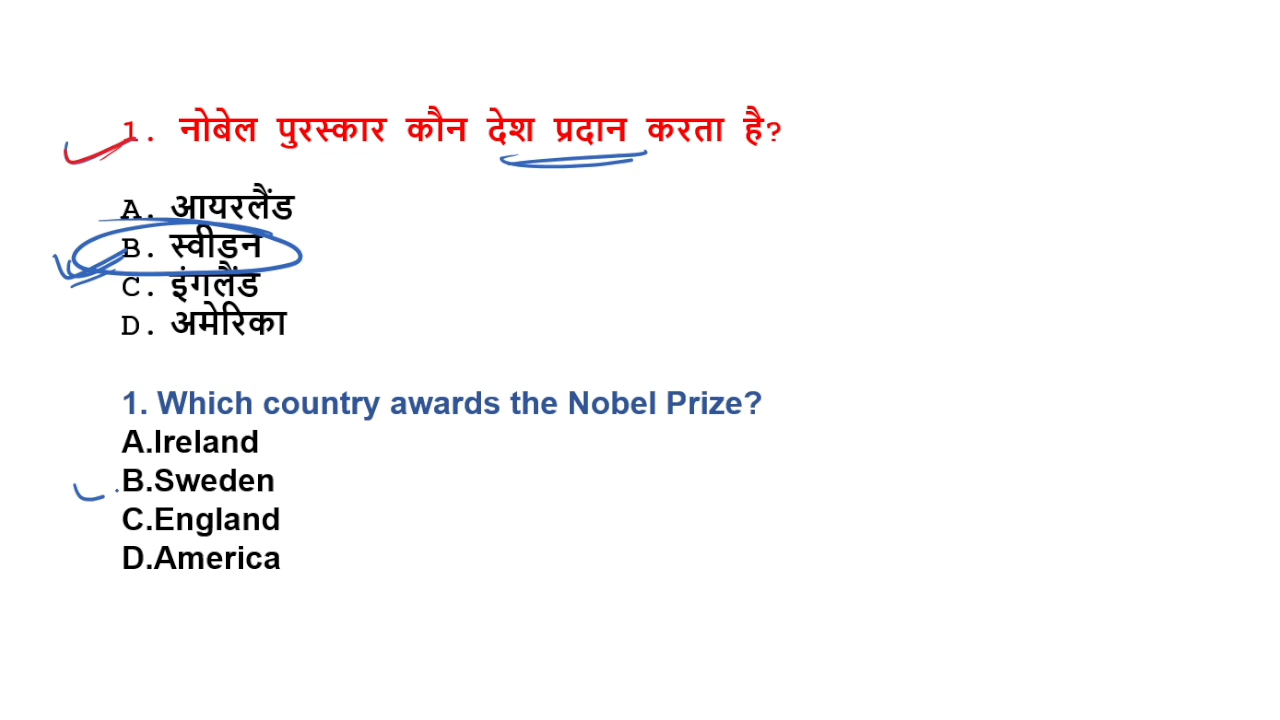 1. नोबेल पुरस्कार कौन देश प्रदान करता है?
A. आयरलैंड
B. स्वीडन
C. इंगलैंड
D. अमेरिका
1. Which country awards the Nobel Prize?
A.Ireland
B.Sweden
C.England
D.America